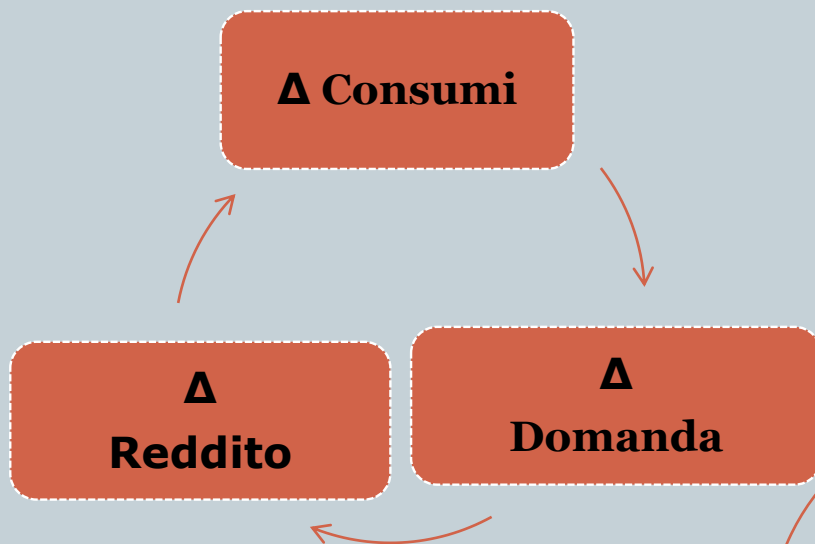 Δ Consumi
Δ
Reddito
Δ
Domanda